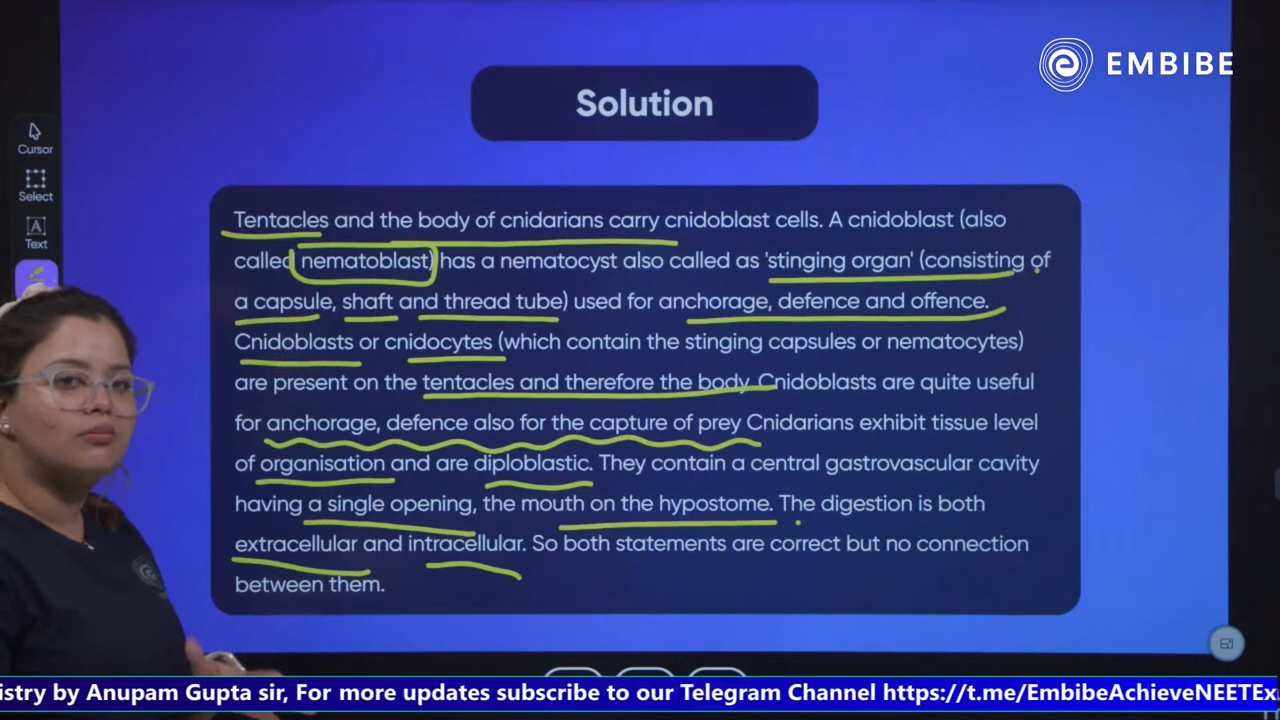 EMBIBE
Solution
Cursor
Select
Text
Tentacles and the body of cnidarians carry cnidoblast cells. A cnidoblast (also
called nematoblast) has a nematocyst also called as 'stinging organ' (consisting of
a capsule, shaft and thread tube) used for anchorage, defence and offence.
Cnidoblasts or cnidocytes (which contain the stinging capsules or nematocytes)
are present on the tentacles and therefore the body. Cnidoblasts are quite useful
for anchorage, defence also for the capture of prey Cnidarians exhibit tissue level
of organisation and are diploblastic. They contain a central gastrovascular cavity
having a single opening, the mouth on the hypostome. The digestion is both
extracellular and intracellular. So both statements are correct but no connection
between them.
istry by Anupam Gupta sir, For more updates subscribe to our Telegram Channel https://t.me/EmbibeAchieveNEETEx